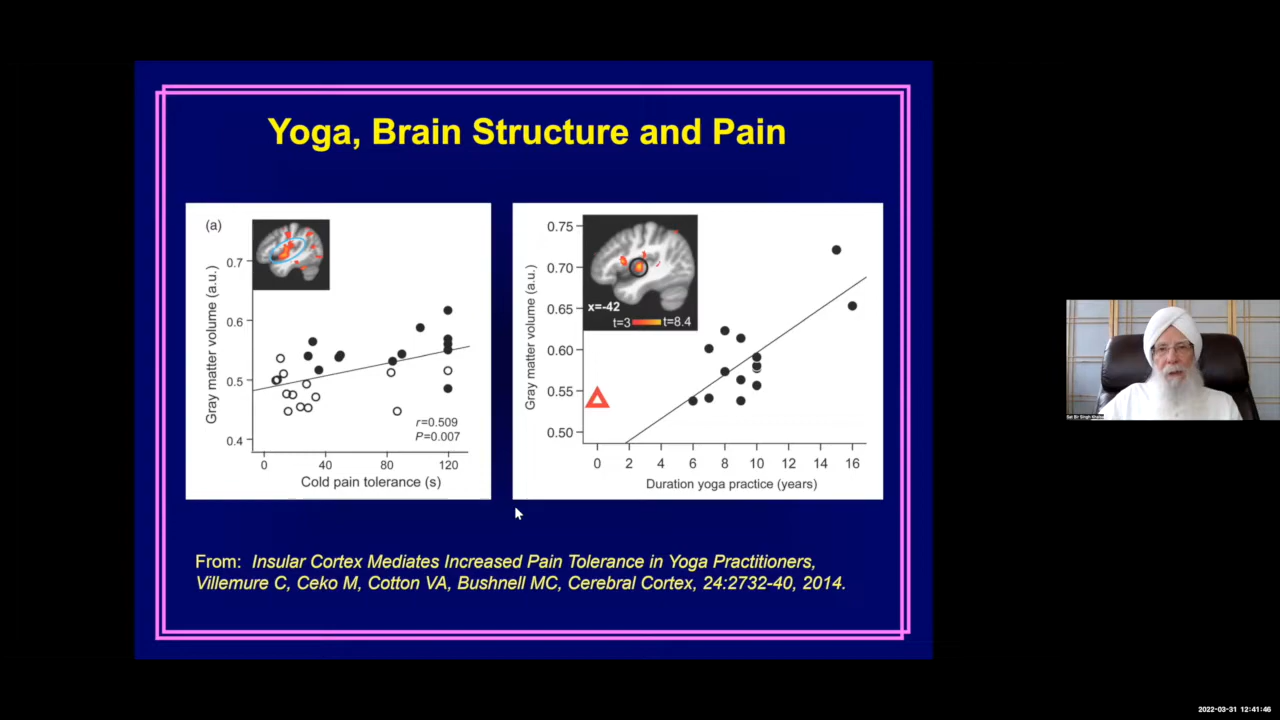 Yoga, Brain Structure and Pain
(a)
Gray matter volume (a.u.)
0.7
0.6
0.5
0.4
r=0.509
P=0.007
0 40 80 120
Cold pain tolerance (s)
Gray matter volume (a.u.)
0.75
0.70
0.65
0.60
0.55
0.50
x=-42
t=3 t=8.4
0 2 4 6 8 10 12 14 16
Duration yoga practice (years)
From: Insular Cortex Mediates Increased Pain Tolerance in Yoga Practitioners,
Villemure C, Ceko M, Cotton VA, Bushnell MC, Cerebral Cortex, 24:2732-40, 2014.
Sat Bir Singh Khalsa
2022-03-31 12:41:46